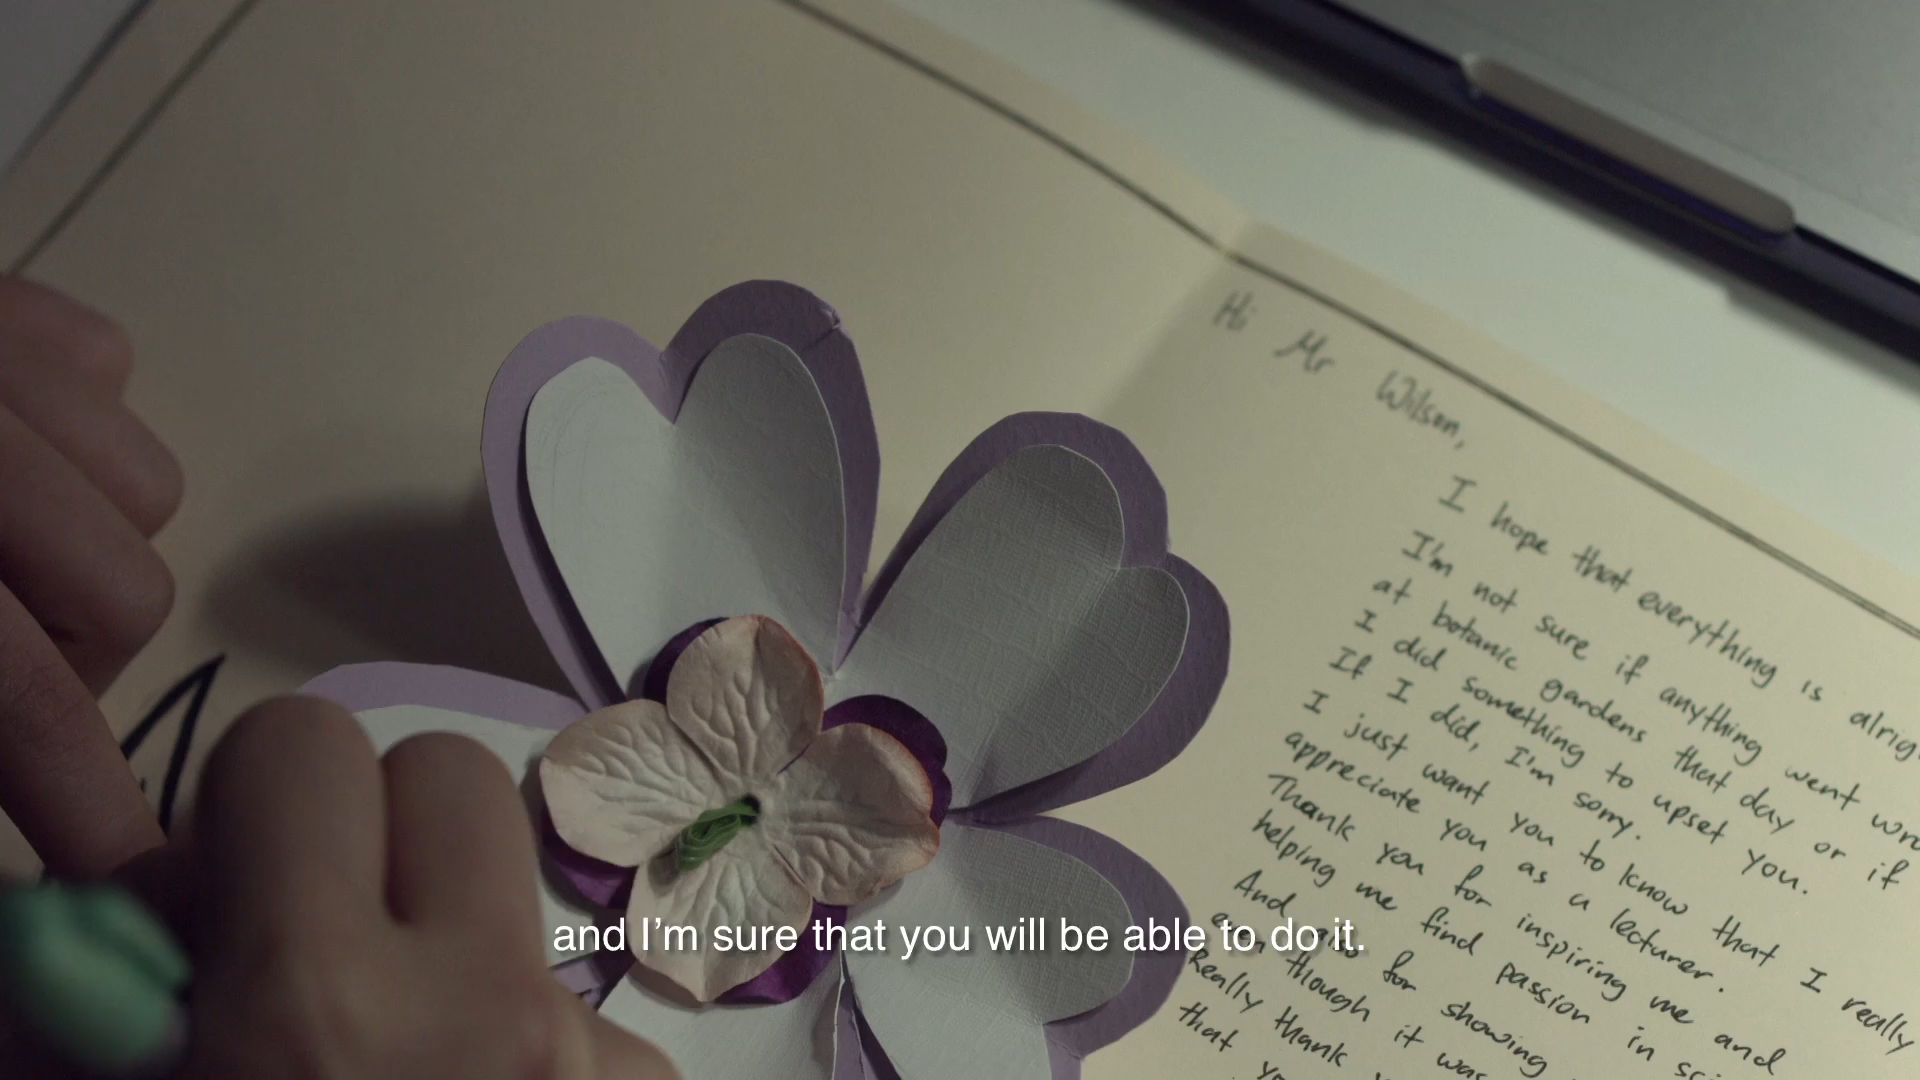 Hi Mr Wilson,
I hope that everything is
I'm not sure if anything went
at botanic gardens that day or if
I did something to upset you.
If I did, I'm sorry.
I just want you to know that I really
appreciate you as a lecturer.
Thank you for inspiring me and
helping me find passion in
And also for showing
even though it was
Really thank
that
and I'm sure that you will be able to do it.